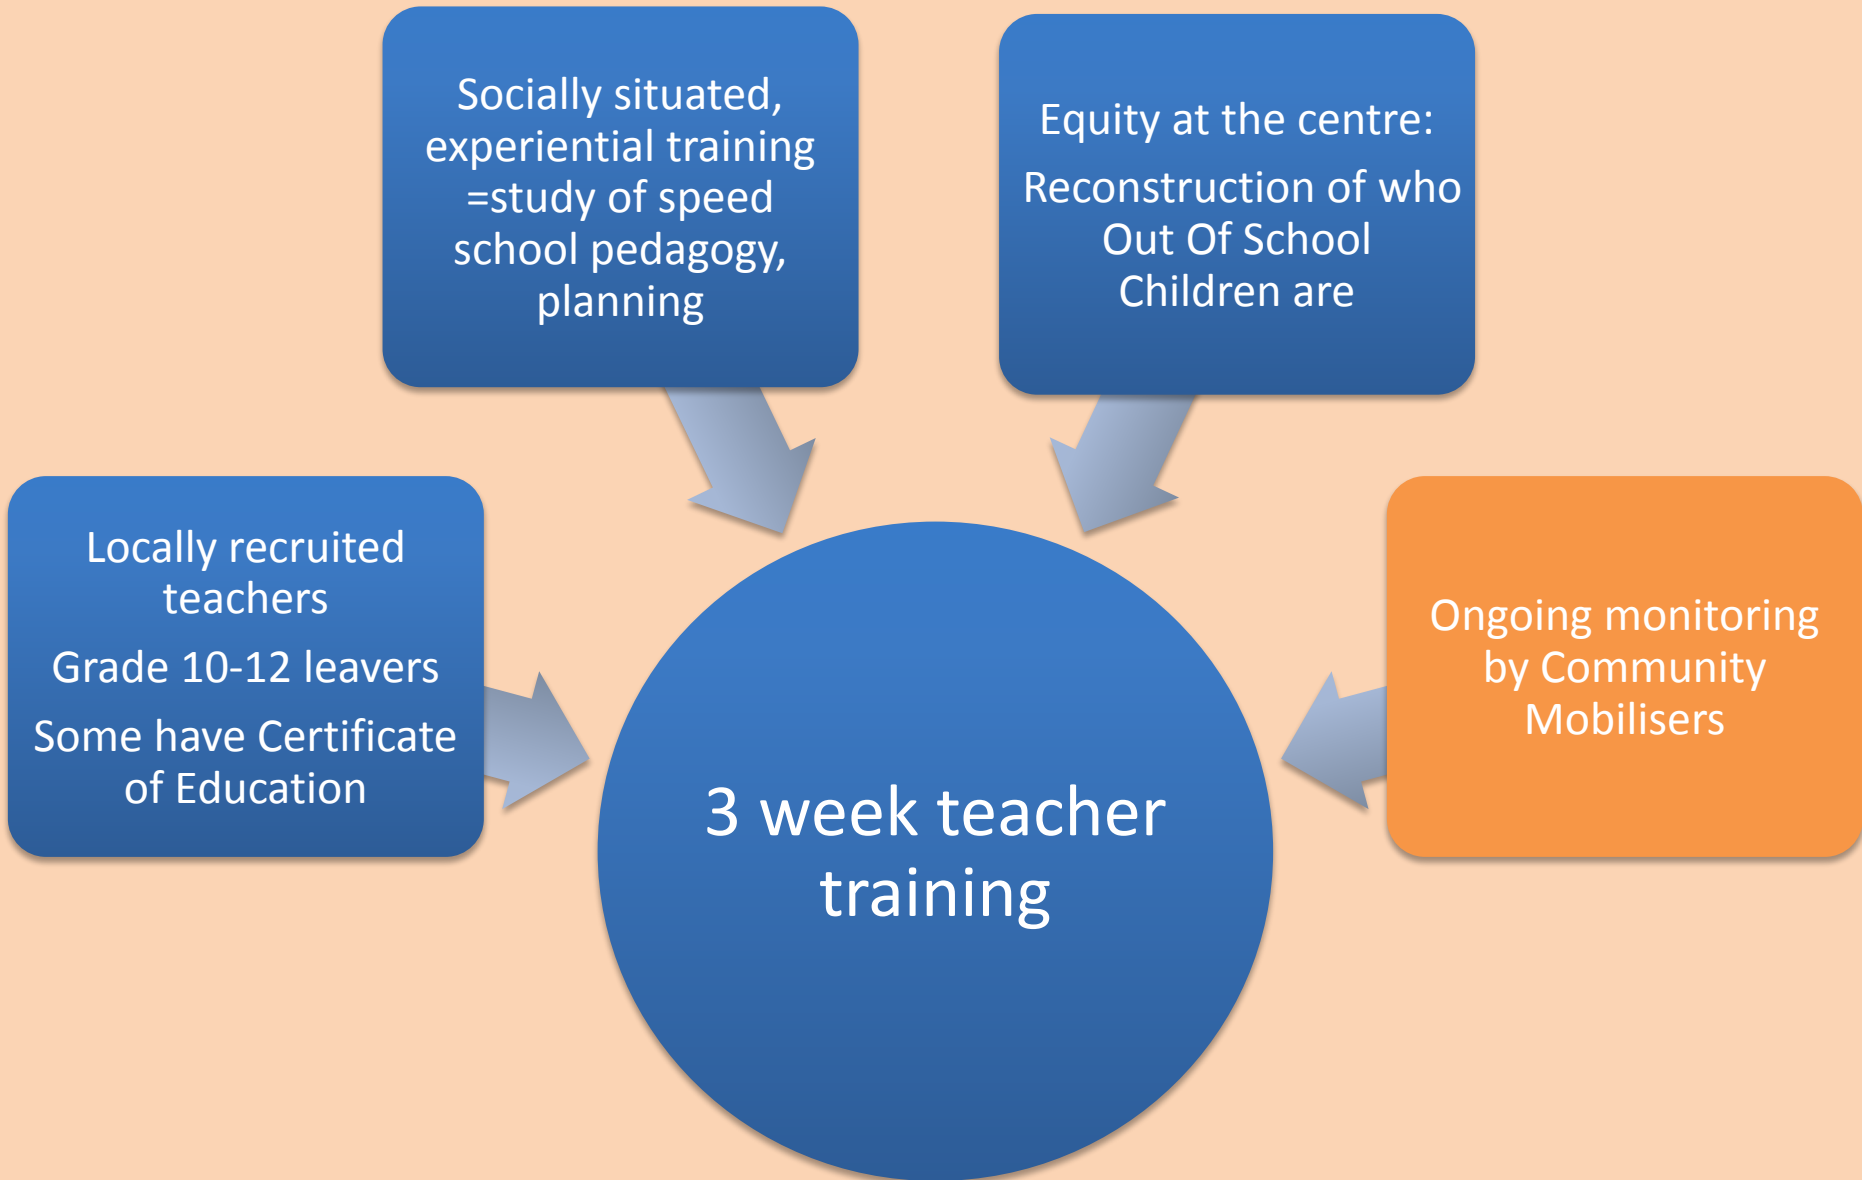 Socially situated,
experiential training
=study of speed
school pedagogy,
planning
Equity at the centre:
Reconstruction of who
Out Of School
Children are
Locally recruited
teachers
Grade 10-12 leavers
Some have Certificate
of Education
Ongoing monitoring
by Community
Mobilisers
3 week teacher
training